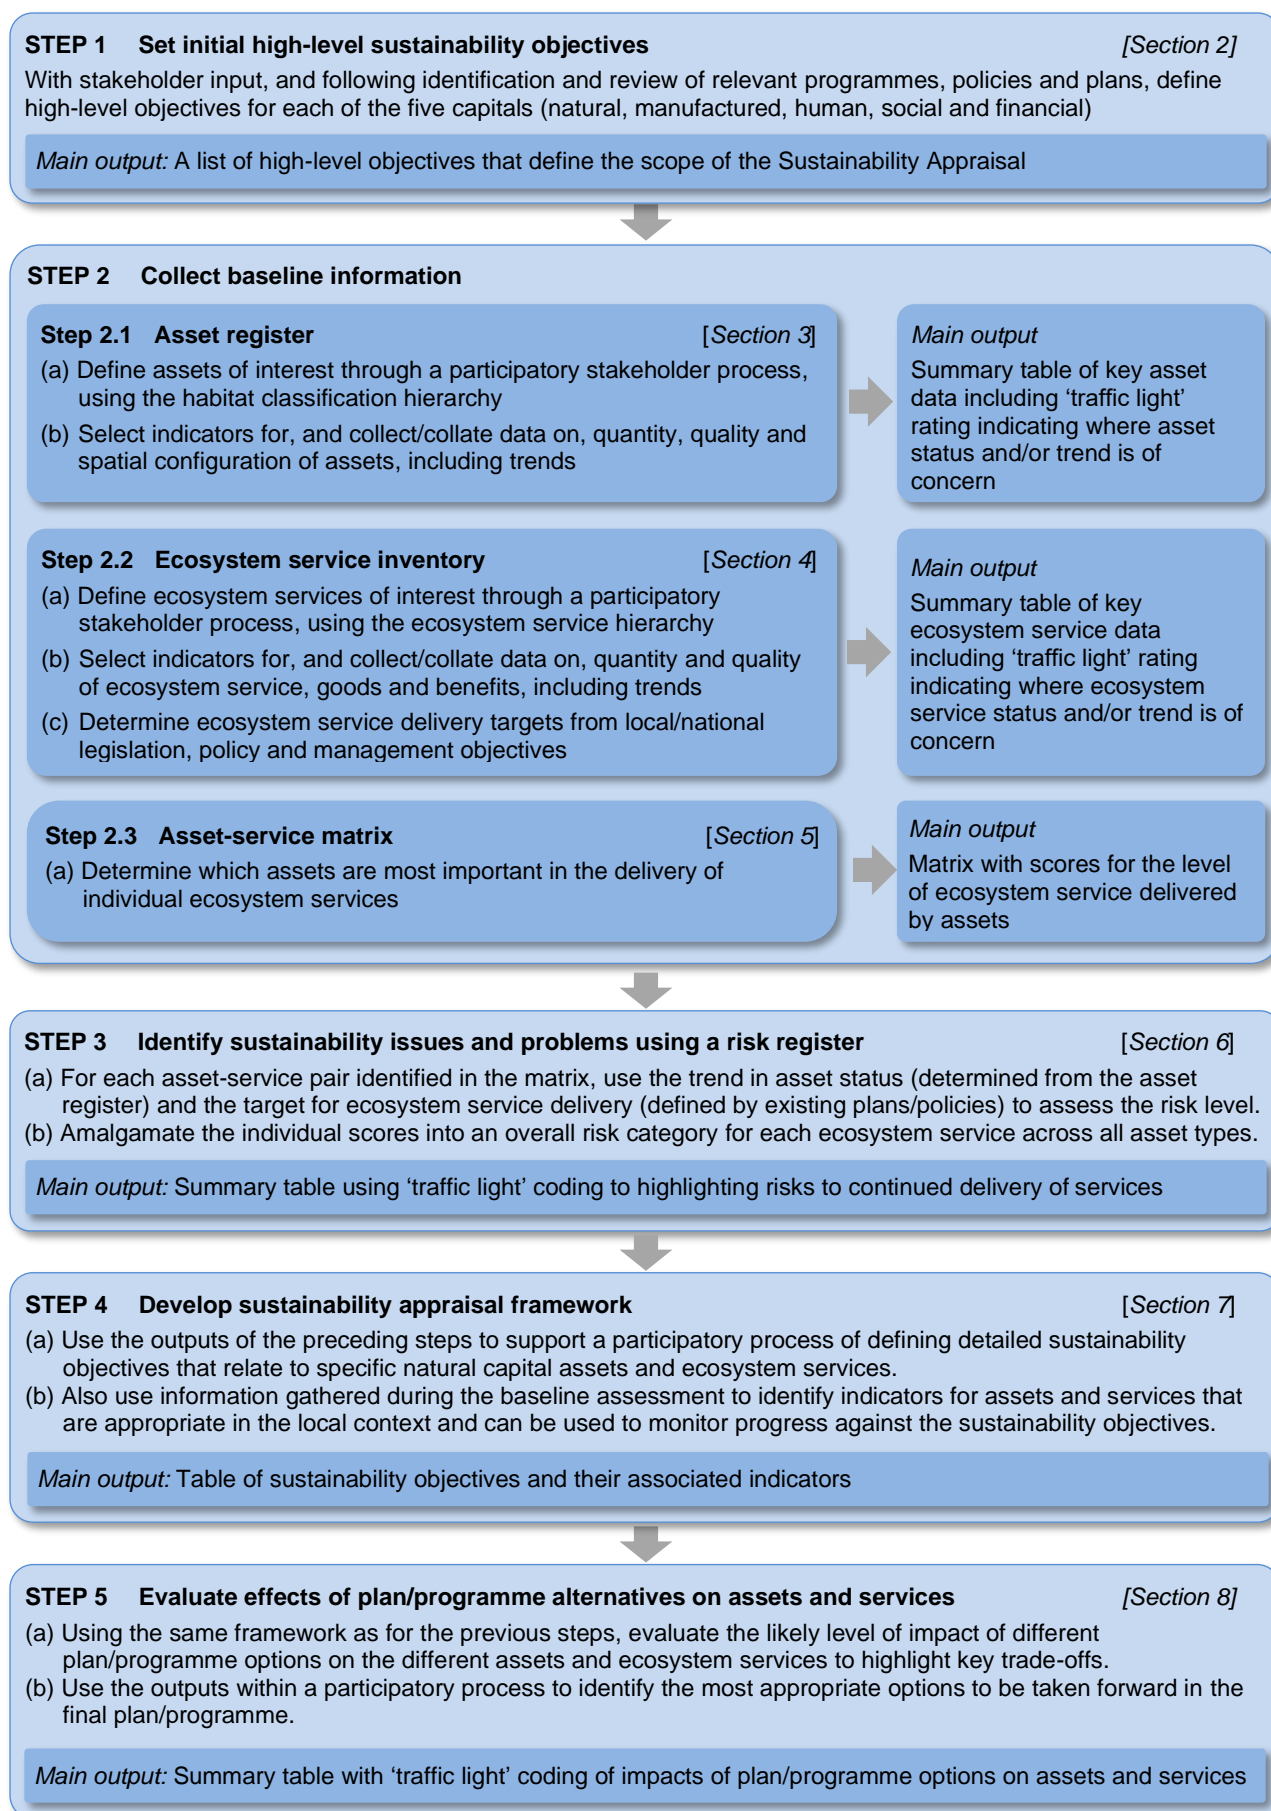 STEP 1 Set initial high-level sustainability objectives [Section 2]
With stakeholder input, and following identification and review of relevant programmes, policies and plans, define
high-level objectives for each of the five capitals (natural, manufactured, human, social and financial)
Main output: A list of high-level objectives that define the scope of the Sustainability Appraisal
STEP 2 Collect baseline information
Step 2.1 Asset register [Section 3]
(a) Define assets of interest through a participatory stakeholder process,
using the habitat classification hierarchy
(b) Select indicators for, and collect/collate data on, quantity, quality and
spatial configuration of assets, including trends
Main output
Summary table of key asset
data including ‘traffic light’
rating indicating where asset
status and/or trend is of
concern
Step 2.2 Ecosystem service inventory [Section 4]
(a) Define ecosystem services of interest through a participatory
stakeholder process, using the ecosystem service hierarchy
(b) Select indicators for, and collect/collate data on, quantity and quality
of ecosystem service, goods and benefits, including trends
(c) Determine ecosystem service delivery targets from local/national
legislation, policy and management objectives
Main output
Summary table of key
ecosystem service data
including ‘traffic light’ rating
indicating where ecosystem
service status and/or trend is of
concern
Step 2.3 Asset-service matrix [Section 5]
(a) Determine which assets are most important in the delivery of
individual ecosystem services
Main output
Matrix with scores for the level
of ecosystem service delivered
by assets
STEP 3 Identify sustainability issues and problems using a risk register [Section 6]
(a) For each asset-service pair identified in the matrix, use the trend in asset status (determined from the asset
register) and the target for ecosystem service delivery (defined by existing plans/policies) to assess the risk level.
(b) Amalgamate the individual scores into an overall risk category for each ecosystem service across all asset types.
Main output: Summary table using ‘traffic light’ coding to highlighting risks to continued delivery of services
STEP 4 Develop sustainability appraisal framework [Section 7]
(a) Use the outputs of the preceding steps to support a participatory process of defining detailed sustainability
objectives that relate to specific natural capital assets and ecosystem services.
(b) Also use information gathered during the baseline assessment to identify indicators for assets and services that
are appropriate in the local context and can be used to monitor progress against the sustainability objectives.
Main output: Table of sustainability objectives and their associated indicators
STEP 5 Evaluate effects of plan/programme alternatives on assets and services [Section 8]
(a) Using the same framework as for the previous steps, evaluate the likely level of impact of different
plan/programme options on the different assets and ecosystem services to highlight key trade-offs.
(b) Use the outputs within a participatory process to identify the most appropriate options to be taken forward in the
final plan/programme.
Main output: Summary table with ‘traffic light’ coding of impacts of plan/programme options on assets and services